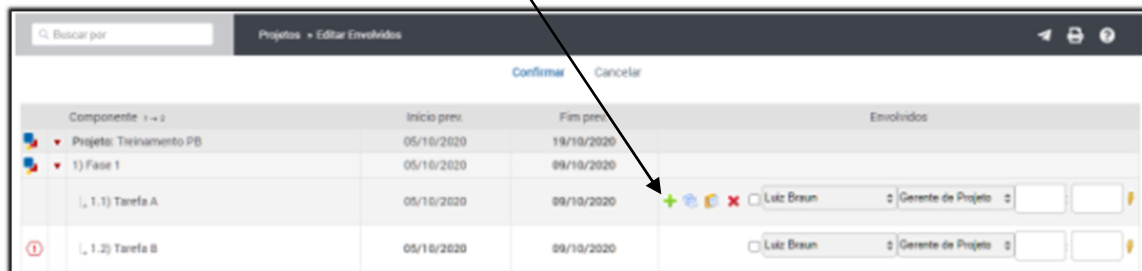 Buscar por
Projetos » Editar Envolvidos
Confirmar Cancelar
Componente 1→2 Início prev. Fim prev. Envolvidos
Projeto: Treinamento PB 05/10/2020 19/10/2020
1) Fase 1 05/10/2020 09/10/2020
1.1) Tarefa A 05/10/2020 09/10/2020 Luiz Braun Gerente de Projeto :
1.2) Tarefa B 05/10/2020 09/10/2020 Luiz Braun Gerente de Projeto :